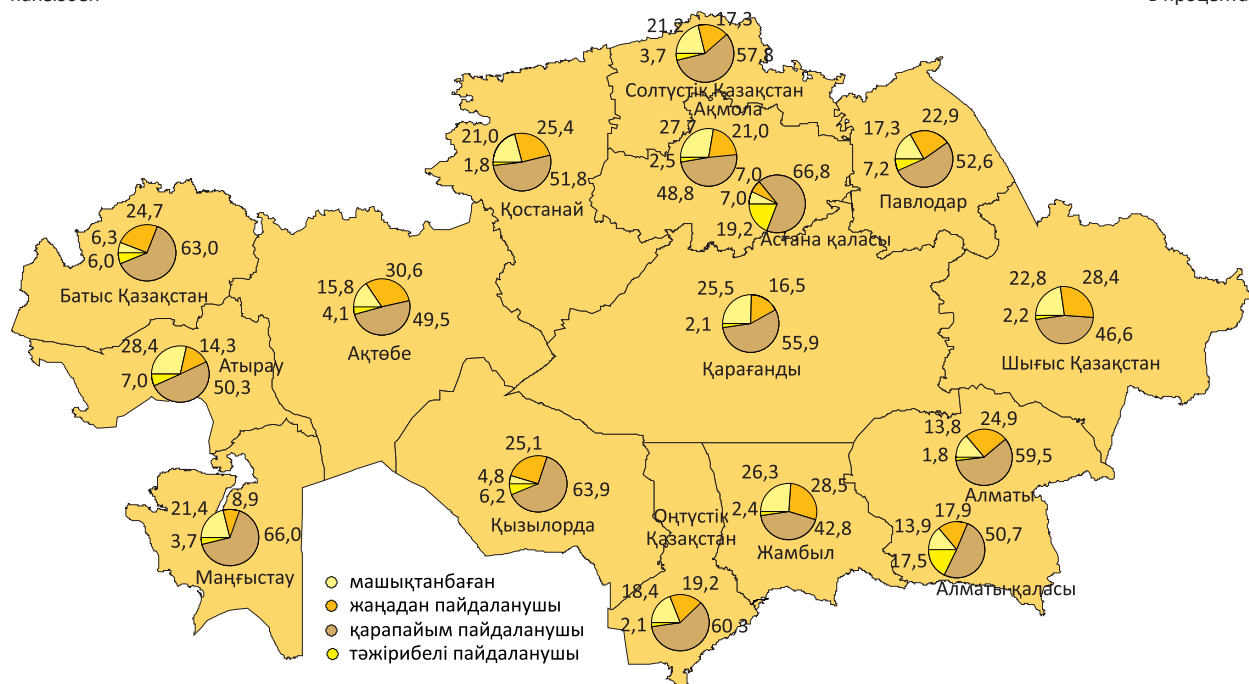 21,2 17,3
3,7 57,8
Солтүстік Қазақстан
Ақмола
27,7 21,0
2,5
48,8
7,0 66,8
7,0
19,2
Астана қаласы
17,3 22,9
7,2 52,6
Павлодар
21,0 25,4
1,8
51,8
Қостанай
24,7
6,3
6,0 63,0
Батыс Қазақстан
15,8 30,6
4,1 49,5
Ақтөбе
28,4 14,3
Атырау
7,0 50,3
25,5 16,5
2,1
55,9
Қарағанды
22,8 28,4
2,2
46,6
Шығыс Қазақстан
13,8 24,9
1,8 59,5
Алматы
17,9
13,9 50,7
17,5
Алматы қаласы
25,1
4,8 63,9
6,2
Қызылорда
26,3 28,5
2,4
42,8
Жамбыл
Оңтүстік
Қазақстан
18,4 19,2
2,1 60,3
21,4 8,9
3,7 66,0
Маңғыстау
машықтанбаған
жаңадан пайдаланушы
қарапайым пайдаланушы
тәжірибелі пайдаланушы